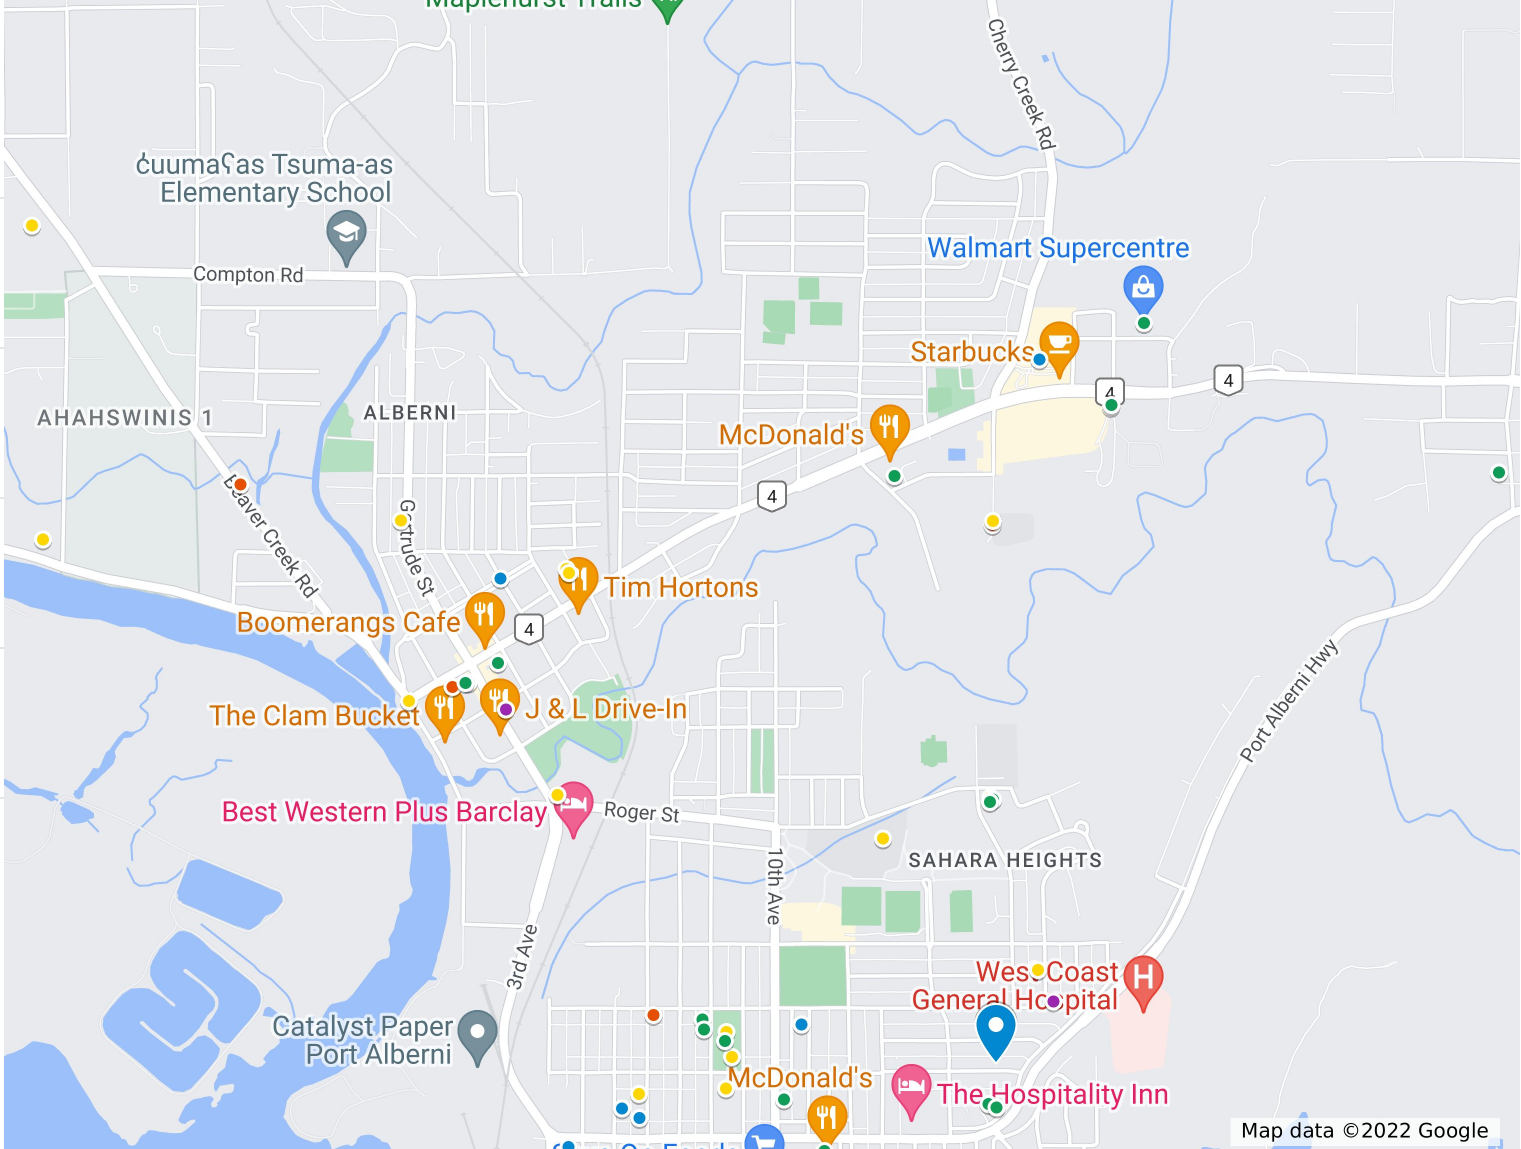 Maplehurst Trails
Cherry Creek Rd
c̓uumaʕas Tsuma-as
Elementary School
Compton Rd
Walmart Supercentre
Starbucks
4
4
AHAHSWINIS 1
ALBERNI
McDonald's
4
Beaver Creek Rd
Gertrude St
Tim Hortons
Boomerangs Cafe
4
The Clam Bucket
J & L Drive-In
Port Alberni Hwy
Best Western Plus Barclay
Roger St
SAHARA HEIGHTS
10th Ave
3rd Ave
West Coast
General Hospital
H
Catalyst Paper
Port Alberni
McDonald's
The Hospitality Inn
Map data ©2022 Google